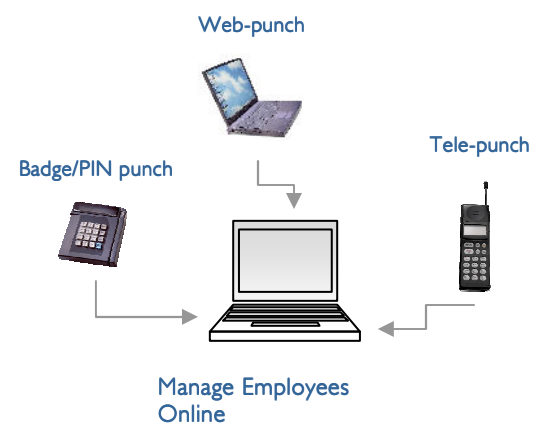 Web-punch
Tele-punch
Badge/PIN punch
Manage Employees
Online